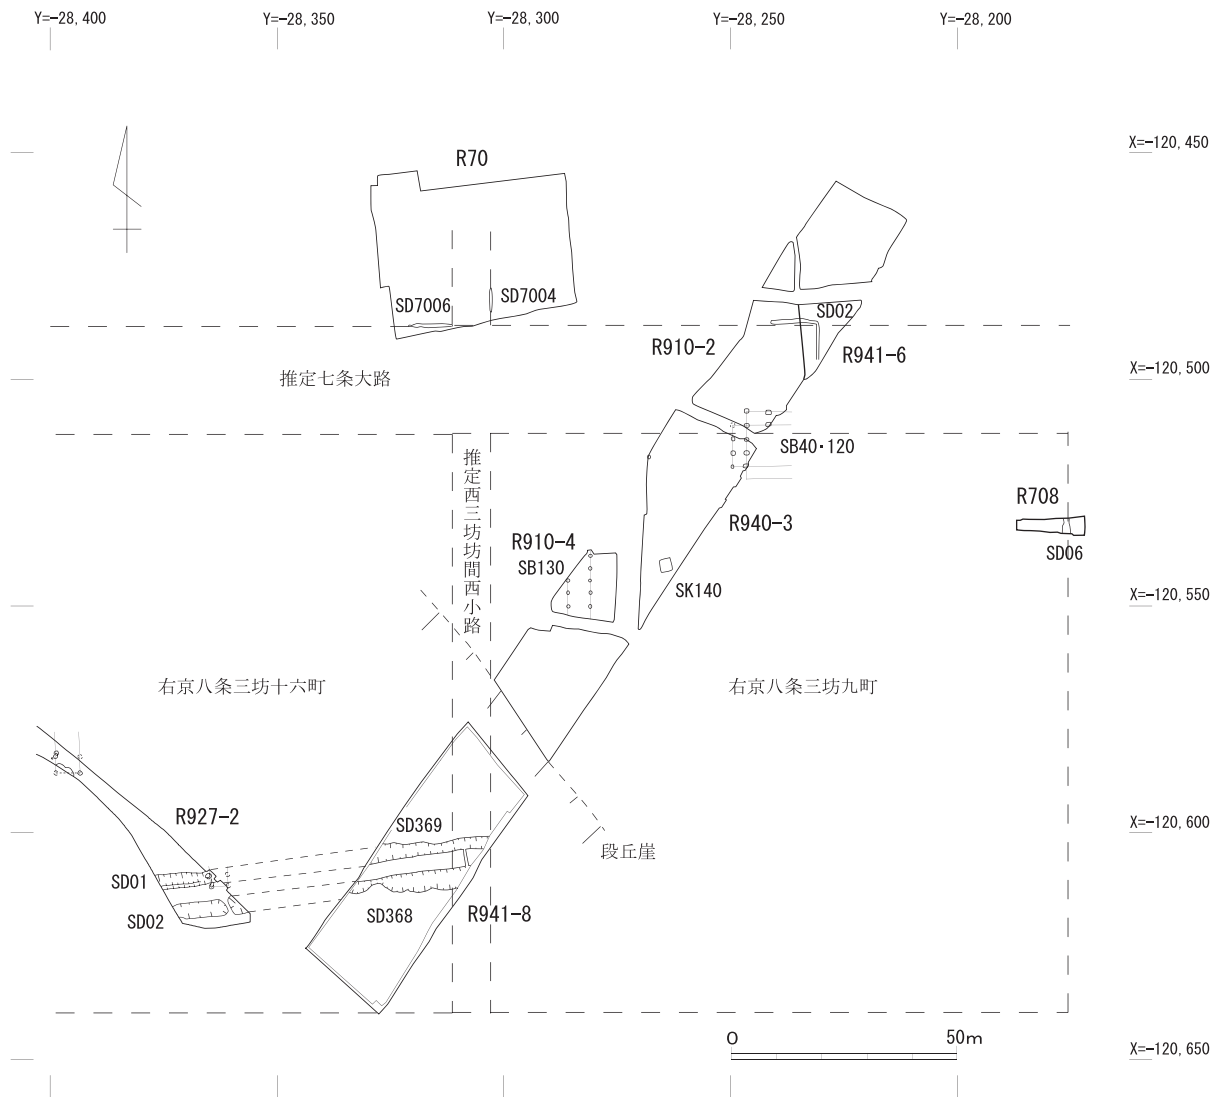 Y=-28,400
Y=-28,350
Y=-28,300
Y=-28,250
Y=-28,200
X=-120,450
R70
SD7006
SD7004
SD02
R910-2
R941-6
X=-120,500
推定七条大路
SB40・120
推定西三坊坊間西小路
R708
R940-3
R910-4
SD06
SB130
SK140
X=-120,550
右京八条三坊十六町
右京八条三坊九町
R927-2
SD369
X=-120,600
段丘崖
SD01
SD02
SD368
R941-8
0
50m
X=-120,650